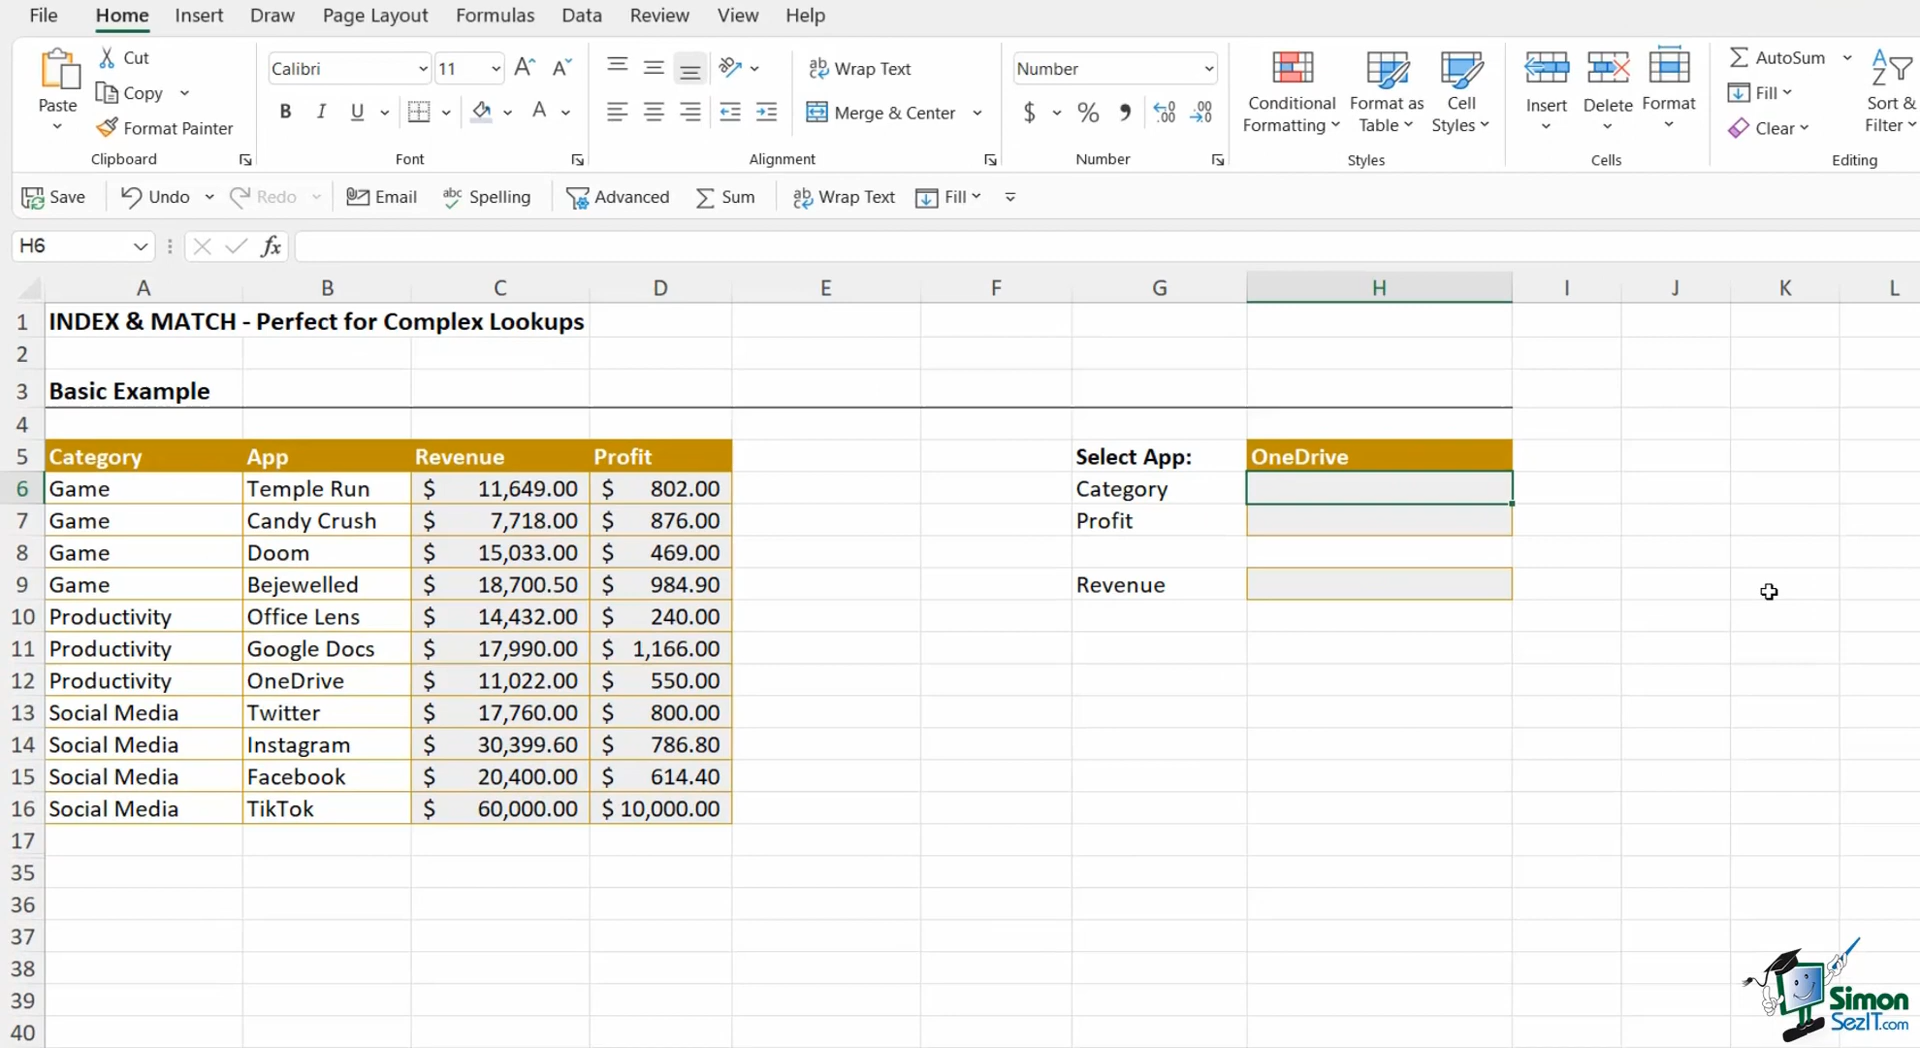 File Home Insert Draw Page Layout Formulas Data Review View Help
Cut
Calibri 11 ab Wrap Text Number AutoSum
Copy
Paste Conditional Format as Cell Insert Delete Format Fill Sort &
B I U A Merge & Center $ % Formatting Table Styles Filter
Format Painter Clear
Clipboard Font Alignment Number Styles Cells Editing
Save Undo Redo Email abc Spelling Advanced Sum ab Wrap Text Fill
H6 fx
A B C D E F G H I J K L
1 INDEX & MATCH - Perfect for Complex Lookups
2
3 Basic Example
4
5 Category App Revenue Profit Select App: OneDrive
6 Game Temple Run $ 11,649.00 $ 802.00 Category
7 Game Candy Crush $ 7,718.00 $ 876.00 Profit
8 Game Doom $ 15,033.00 $ 469.00
9 Game Bejewelled $ 18,700.50 $ 984.90 Revenue
10 Productivity Office Lens $ 14,432.00 $ 240.00
11 Productivity Google Docs $ 17,990.00 $ 1,166.00
12 Productivity OneDrive $ 11,022.00 $ 550.00
13 Social Media Twitter $ 17,760.00 $ 800.00
14 Social Media Instagram $ 30,399.60 $ 786.80
15 Social Media Facebook $ 20,400.00 $ 614.40
16 Social Media TikTok $ 60,000.00 $ 10,000.00
17
35
36
37
38
39
40
Simon
SezIT.com